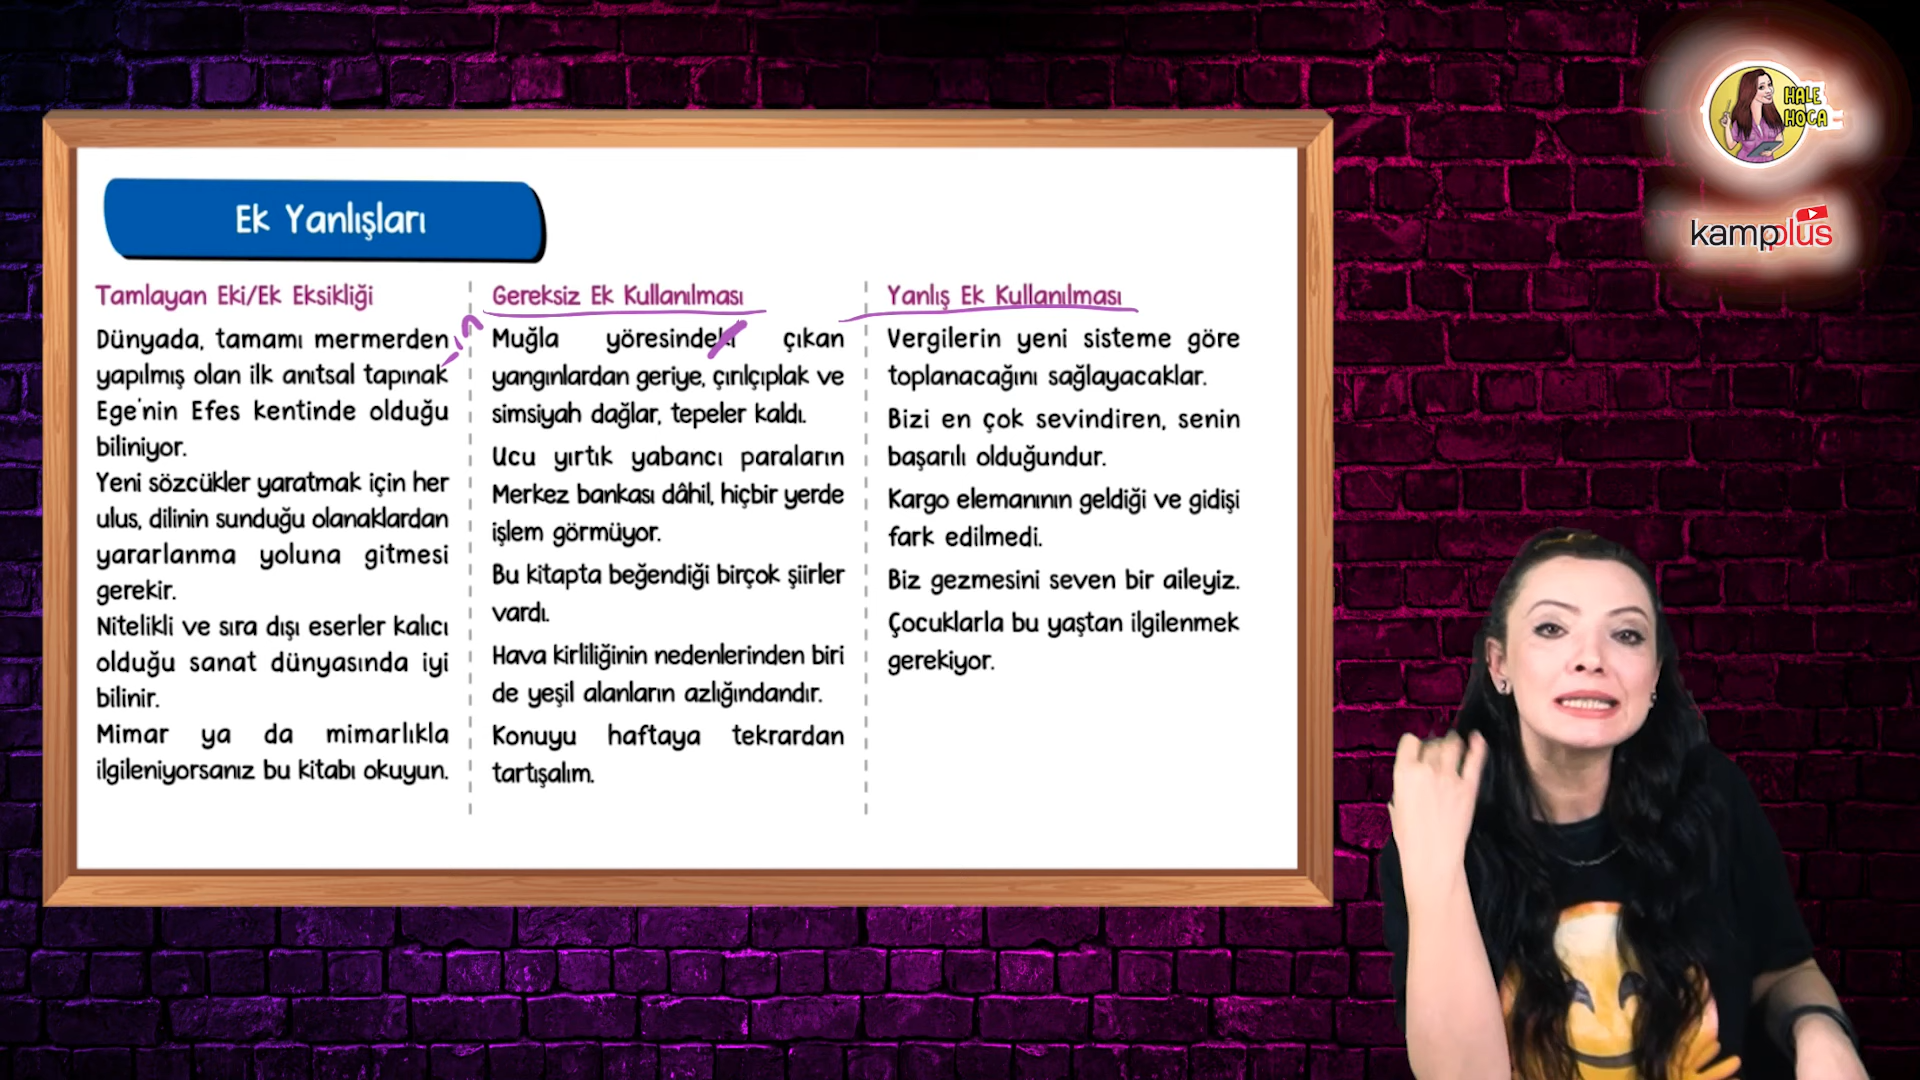 Ek Yanlışları
Tamlayan Eki/Ek Eksikliği
Dünyada, tamamı mermerden
yapılmış olan ilk anıtsal tapınak
Ege'nin Efes kentinde olduğu
biliniyor.
Yeni sözcükler yaratmak için her
ulus, dilinin sunduğu olanaklardan
yararlanma yoluna gitmesi
gerekir.
Nitelikli ve sıra dışı eserler kalıcı
olduğu sanat dünyasında iyi
bilinir.
Mimar ya da mimarlıkla
ilgileniyorsanız bu kitabı okuyun.
Gereksiz Ek Kullanılması
Muğla yöresindeki çıkan
yangınlardan geriye, çırılçıplak ve
simsiyah dağlar, tepeler kaldı.
Ucu yırtık yabancı paraların
Merkez bankası dâhil, hiçbir yerde
işlem görmüyor.
Bu kitapta beğendiği birçok şiirler
vardı.
Hava kirliliğinin nedenlerinden biri
de yeşil alanların azlığındandır.
Konuyu haftaya tekrardan
tartışalım.
Yanlış Ek Kullanılması
Vergilerin yeni sisteme göre
toplanacağını sağlayacaklar.
Bizi en çok sevindiren, senin
başarılı olduğundur.
Kargo elemanının geldiği ve gidişi
fark edilmedi.
Biz gezmesini seven bir aileyiz.
Çocuklarla bu yaştan ilgilenmek
gerekiyor.
HALE
HOCA
kampplus